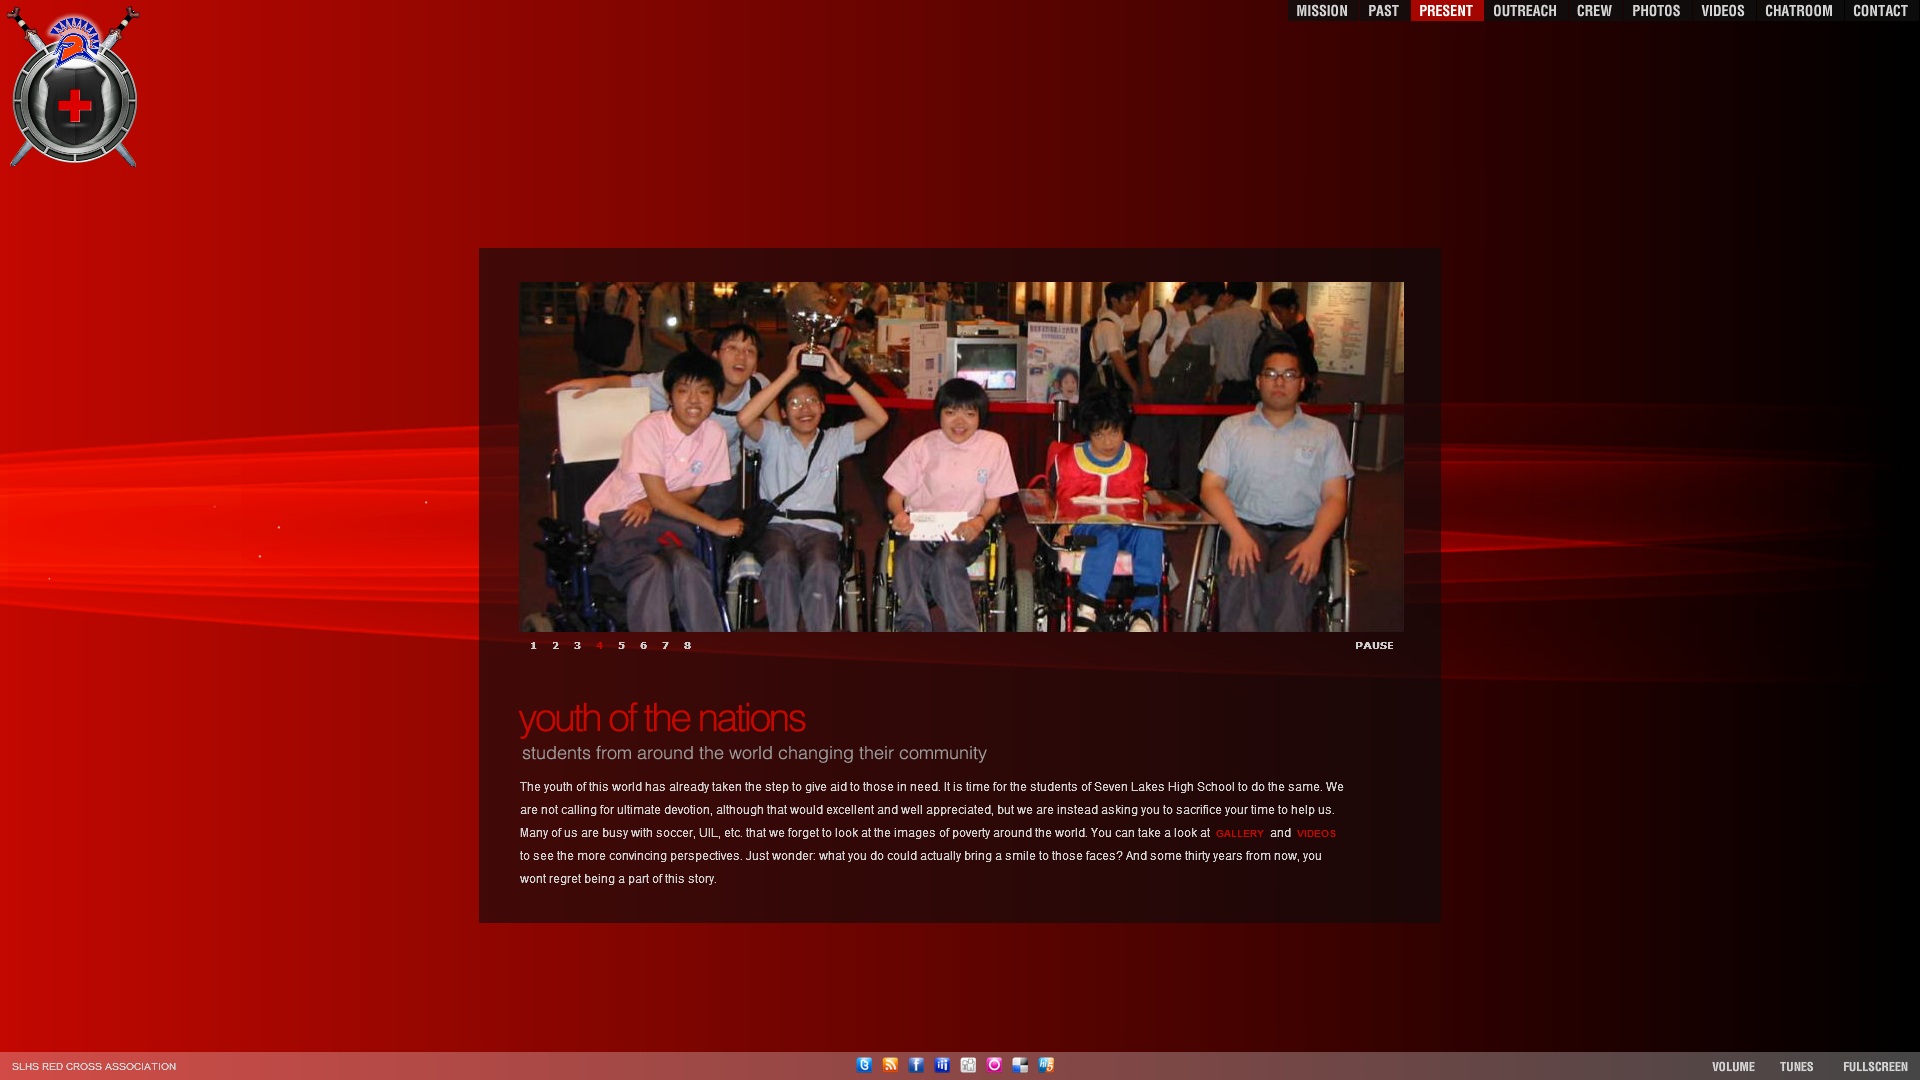 MISSION PAST PRESENT OUTREACH CREW PHOTOS VIDEOS CHATROOM CONTACT
1 2 3 4 5 6 7 8 PAUSE
youth of the nations
students from around the world changing their community
The youth of this world has already taken the step to give aid to those in need. It is time for the students of Seven Lakes High School to do the same. We
are not calling for ultimate devotion, although that would excellent and well appreciated, but we are instead asking you to sacrifice your time to help us.
Many of us are busy with soccer, UIL, etc. that we forget to look at the images of poverty around the world. You can take a look at GALLERY and VIDEOS
to see the more convincing perspectives. Just wonder: what you do could actually bring a smile to those faces? And some thirty years from now, you
wont regret being a part of this story.
SLHS RED CROSS ASSOCIATION
VOLUME TUNES FULLSCREEN